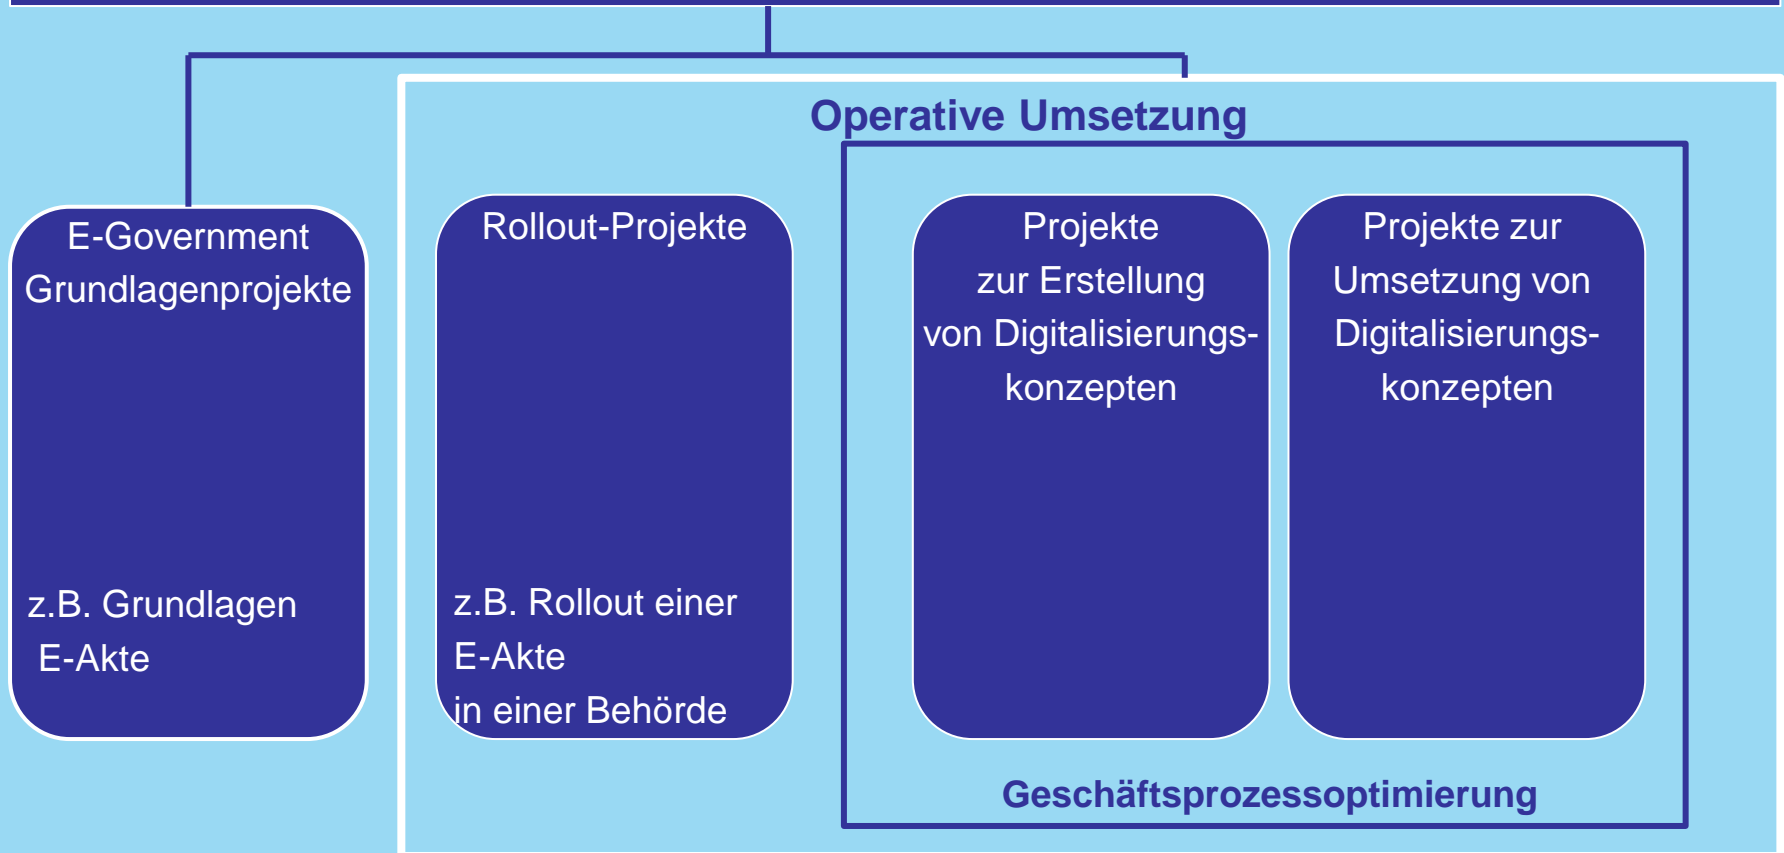 Operative Umsetzung
E-Government
Grundlagenprojekte
z.B. Grundlagen
E-Akte
Rollout-Projekte
z.B. Rollout einer
E-Akte
in einer Behörde
Projekte
zur Erstellung
von Digitalisierungs-
konzepten
Projekte zur
Umsetzung von
Digitalisierungs-
konzepten
Geschäftsprozessoptimierung